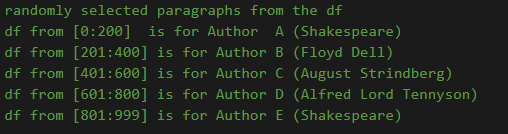 randomly selected paragraphs from the df
df from [0:200]  is for Author  A (Shakespeare)
df from [201:400] is for Author B (Floyd Dell)
df from [401:600] is for Author C (August Strindberg)
df from [601:800] is for Author D (Alfred Lord Tennyson)
df from [801:999] is for Author E (Shakespeare)